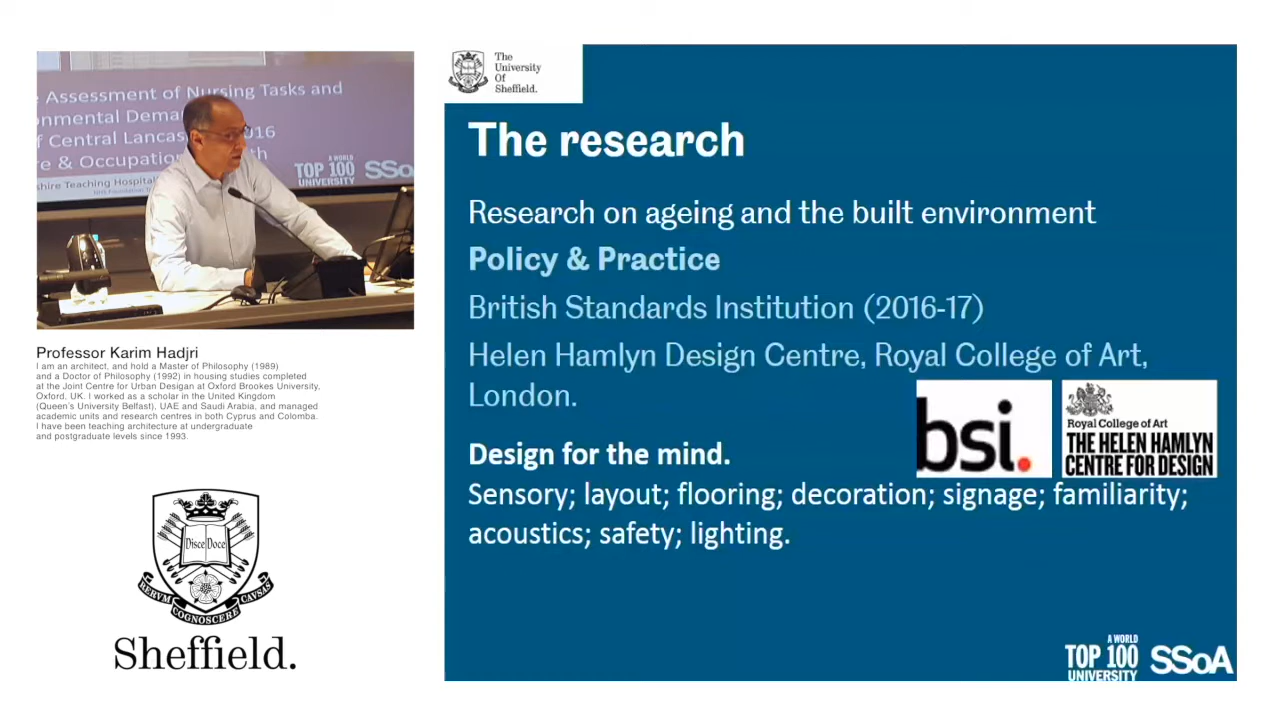 e Assessment of Nursing Tasks and
onmental Dema
f Central Lancas 016
e & Occupation th
shire Teaching Hospital
A WORLD
TOP 100
UNIVERSITY
SSoA
Professor Karim Hadjri
I am an architect, and hold a Master of Philosophy (1989)
and a Doctor of Philosophy (1992) in housing studies completed
at the Joint Centre for Urban Desigan at Oxford Brookes University,
Oxford, UK. I worked as a scholar in the United Kingdom
(Queen's University Belfast), UAE and Saudi Arabia, and managed
academic units and research centres in both Cyprus and Colomba.
I have been teaching architecture at undergraduate
and postgraduate levels since 1993.
Disce Doce
RERVM COGNOSCERE CAVSAS
Sheffield.
The
University
Of
Sheffield.
The research
Research on ageing and the built environment
Policy & Practice
British Standards Institution (2016-17)
Helen Hamlyn Design Centre, Royal College of Art,
London.
bsi.
Royal College of Art
THE HELEN HAMLYN
CENTRE FOR DESIGN
Design for the mind.
Sensory; layout; flooring; decoration; signage; familiarity;
acoustics; safety; lighting.
A WORLD
TOP 100
UNIVERSITY
SSoA